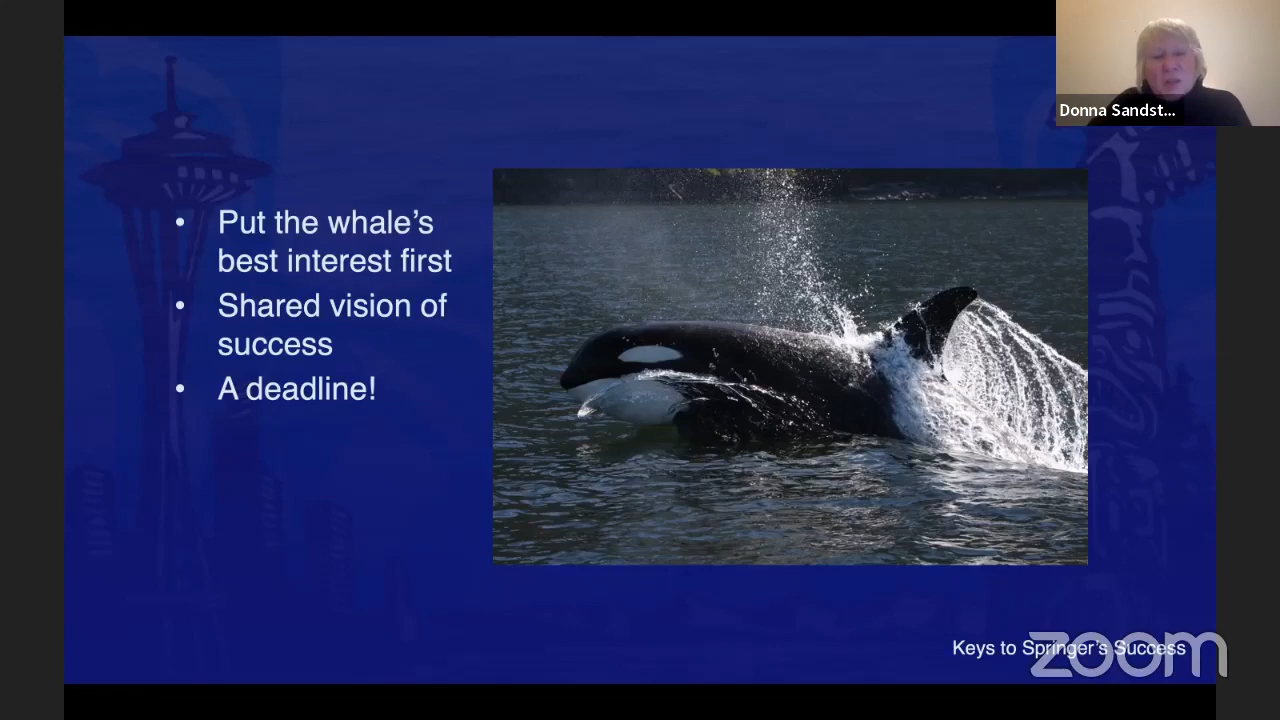 Donna Sandst...
• Put the whale’s
best interest first
• Shared vision of
success
• A deadline!
Keys to Springer’s Success
zoom